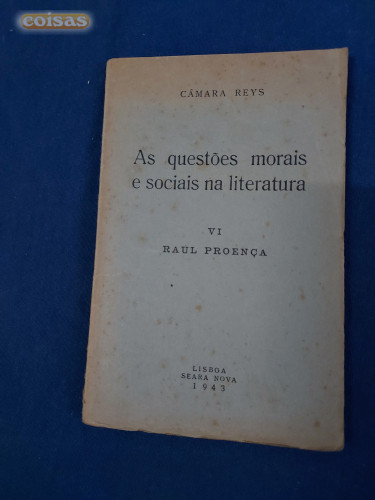 coisas
CÂMARA REYS
As questões morais
e sociais na literatura
VI
RAUL PROENÇA
LISBOA
SEARA NOVA
1943